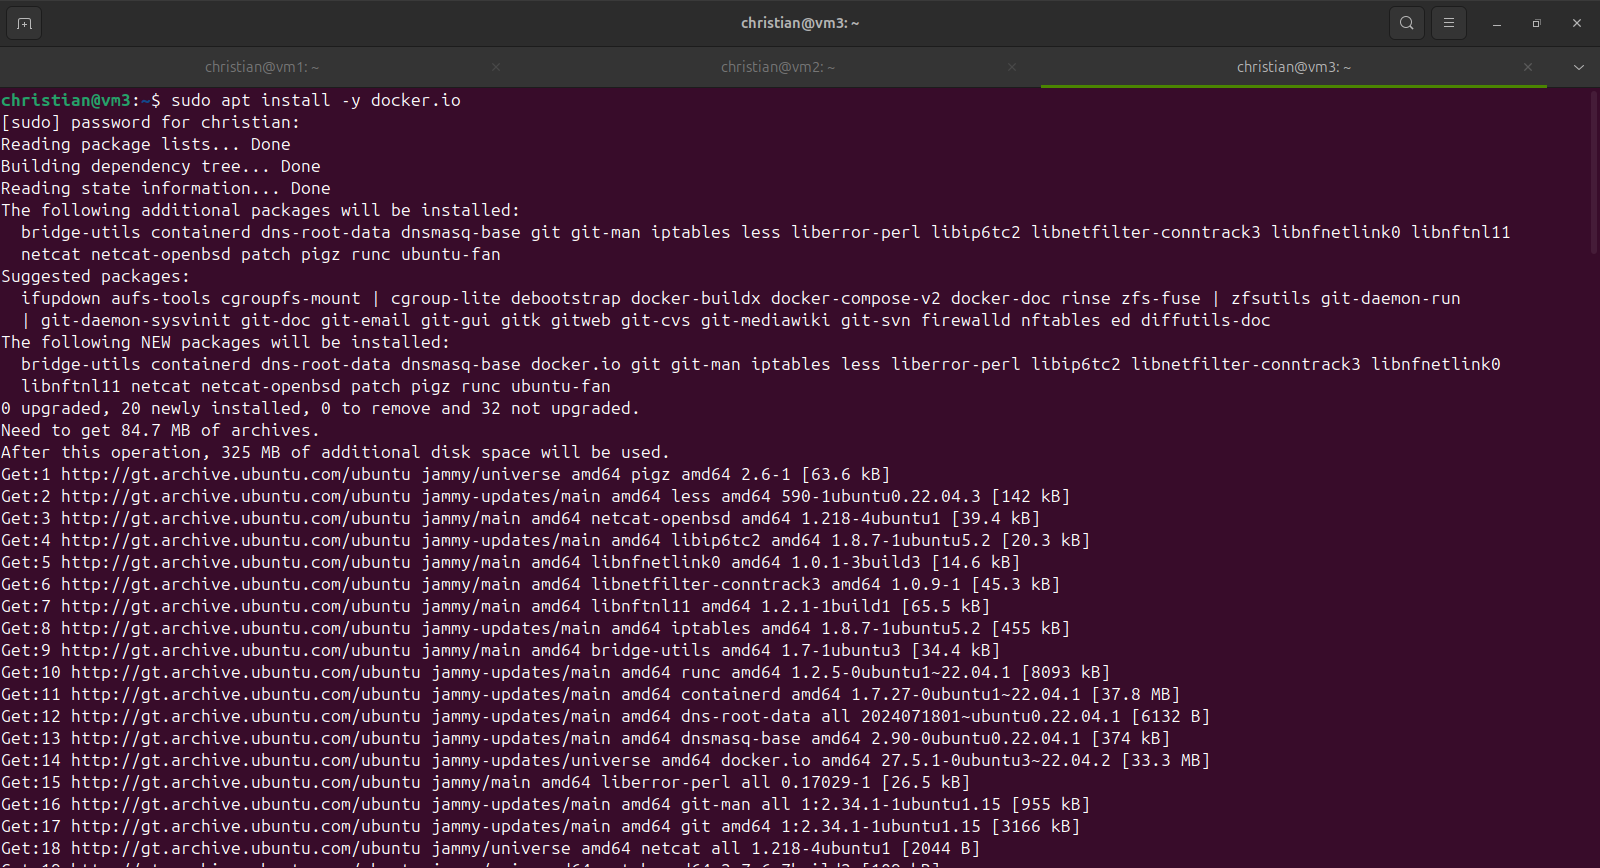 christian@vm3: ~
christian@vm1: ~
christian@vm2: ~
christian@vm3: ~
christian@vm3:~$ sudo apt install -y docker.io
[sudo] password for christian:
Reading package lists... Done
Building dependency tree... Done
Reading state information... Done
The following additional packages will be installed:
  bridge-utils containerd dns-root-data dnsmasq-base git git-man iptables less liberror-perl libip6tc2 libnetfilter-conntrack3 libnfnetlink0 libnftnl11
  netcat netcat-openbsd patch pigz runc ubuntu-fan
Suggested packages:
  ifupdown aufs-tools cgroupfs-mount | cgroup-lite debootstrap docker-buildx docker-compose-v2 docker-doc rinse zfs-fuse | zfsutils git-daemon-run
  | git-daemon-sysvinit git-doc git-email git-gui gitk gitweb git-cvs git-mediawiki git-svn firewalld nftables ed diffutils-doc
The following NEW packages will be installed:
  bridge-utils containerd dns-root-data dnsmasq-base docker.io git git-man iptables less liberror-perl libip6tc2 libnetfilter-conntrack3 libnfnetlink0
  libnftnl11 netcat netcat-openbsd patch pigz runc ubuntu-fan
0 upgraded, 20 newly installed, 0 to remove and 32 not upgraded.
Need to get 84.7 MB of archives.
After this operation, 325 MB of additional disk space will be used.
Get:1 http://gt.archive.ubuntu.com/ubuntu jammy/universe amd64 pigz amd64 2.6-1 [63.6 kB]
Get:2 http://gt.archive.ubuntu.com/ubuntu jammy-updates/main amd64 less amd64 590-1ubuntu0.22.04.3 [142 kB]
Get:3 http://gt.archive.ubuntu.com/ubuntu jammy/main amd64 netcat-openbsd amd64 1.218-4ubuntu1 [39.4 kB]
Get:4 http://gt.archive.ubuntu.com/ubuntu jammy-updates/main amd64 libip6tc2 amd64 1.8.7-1ubuntu5.2 [20.3 kB]
Get:5 http://gt.archive.ubuntu.com/ubuntu jammy/main amd64 libnfnetlink0 amd64 1.0.1-3build3 [14.6 kB]
Get:6 http://gt.archive.ubuntu.com/ubuntu jammy/main amd64 libnetfilter-conntrack3 amd64 1.0.9-1 [45.3 kB]
Get:7 http://gt.archive.ubuntu.com/ubuntu jammy/main amd64 libnftnl11 amd64 1.2.1-1build1 [65.5 kB]
Get:8 http://gt.archive.ubuntu.com/ubuntu jammy-updates/main amd64 iptables amd64 1.8.7-1ubuntu5.2 [455 kB]
Get:9 http://gt.archive.ubuntu.com/ubuntu jammy/main amd64 bridge-utils amd64 1.7-1ubuntu3 [34.4 kB]
Get:10 http://gt.archive.ubuntu.com/ubuntu jammy-updates/main amd64 runc amd64 1.2.5-0ubuntu1~22.04.1 [8093 kB]
Get:11 http://gt.archive.ubuntu.com/ubuntu jammy-updates/main amd64 containerd amd64 1.7.27-0ubuntu1~22.04.1 [37.8 MB]
Get:12 http://gt.archive.ubuntu.com/ubuntu jammy-updates/main amd64 dns-root-data all 2024071801~ubuntu0.22.04.1 [6132 B]
Get:13 http://gt.archive.ubuntu.com/ubuntu jammy-updates/main amd64 dnsmasq-base amd64 2.90-0ubuntu0.22.04.1 [374 kB]
Get:14 http://gt.archive.ubuntu.com/ubuntu jammy-updates/universe amd64 docker.io amd64 27.5.1-0ubuntu3~22.04.2 [33.3 MB]
Get:15 http://gt.archive.ubuntu.com/ubuntu jammy/main amd64 liberror-perl all 0.17029-1 [26.5 kB]
Get:16 http://gt.archive.ubuntu.com/ubuntu jammy-updates/main amd64 git-man all 1:2.34.1-1ubuntu1.15 [955 kB]
Get:17 http://gt.archive.ubuntu.com/ubuntu jammy-updates/main amd64 git amd64 1:2.34.1-1ubuntu1.15 [3166 kB]
Get:18 http://gt.archive.ubuntu.com/ubuntu jammy/universe amd64 netcat all 1.218-4ubuntu1 [2044 B]